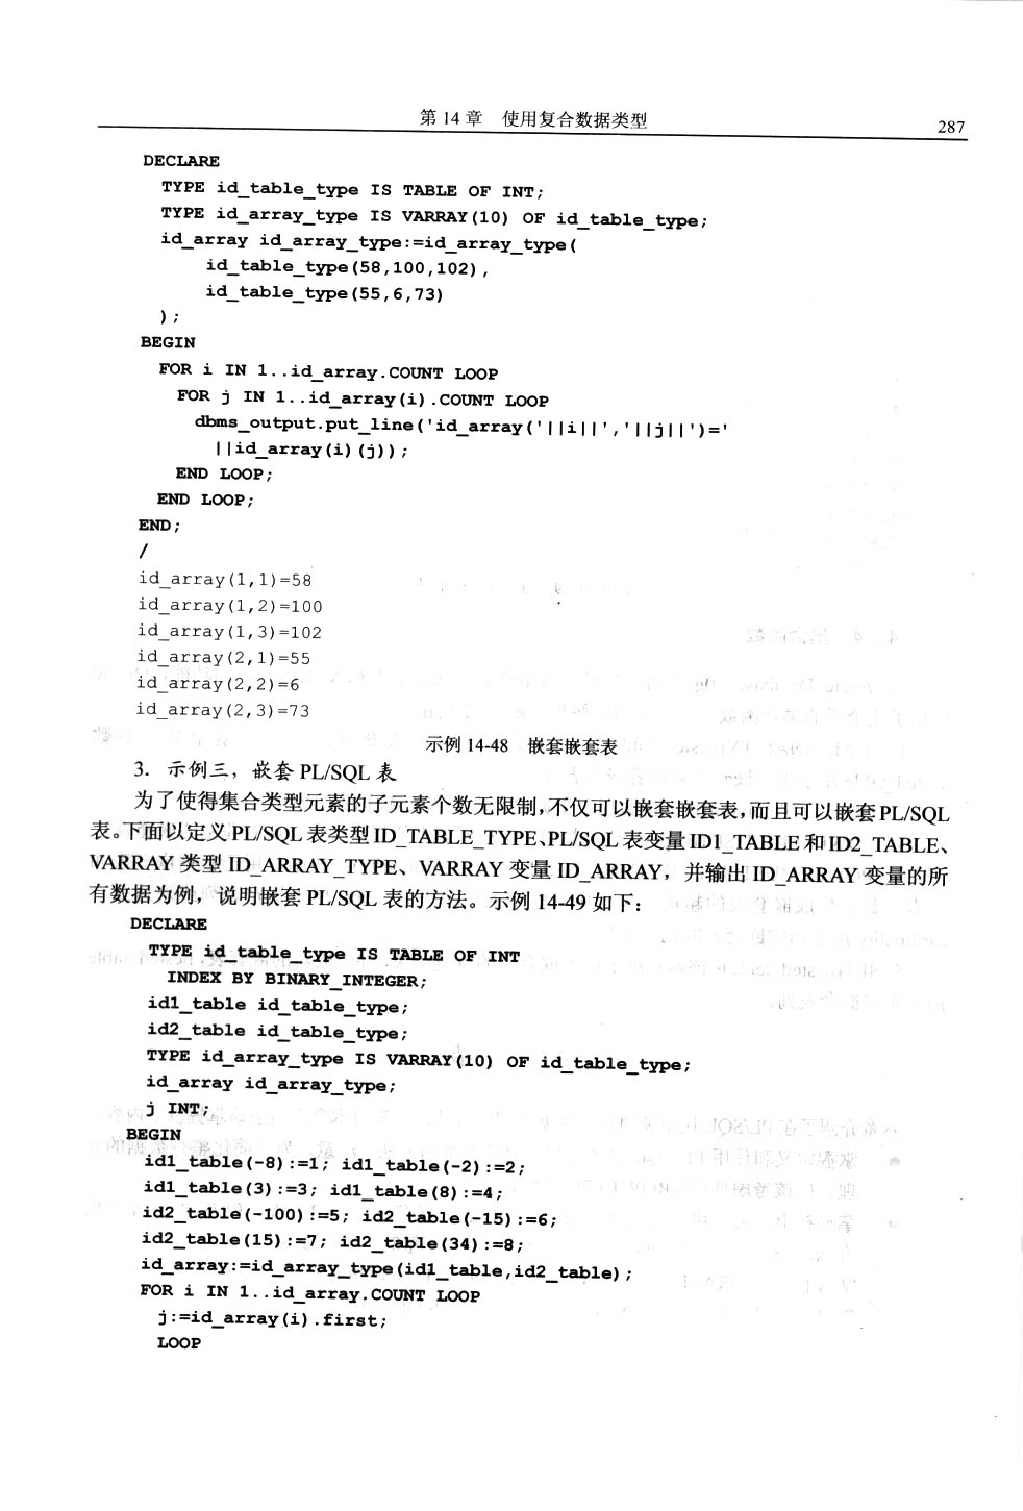 第 14 章 使用复合数据类型 287
DECLARE
TYPE id_table_type IS TABLE OF INT;
TYPE id_array_type IS VARRAY(10) OF id_table_type;
id_array id_array_type:=id_array_type(
id_table_type(58,100,102),
id_table_type(55,6,73)
);
BEGIN
FOR i IN 1..id_array.COUNT LOOP
FOR j IN 1..id_array(i).COUNT LOOP
dbms_output.put_line('id_array('||i||','||j||')='
||id_array(i)(j));
END LOOP;
END LOOP;
END;
/
id_array(1,1)=58
id_array(1,2)=100
id_array(1,3)=102
id_array(2,1)=55
id_array(2,2)=6
id_array(2,3)=73
示例 14-48 嵌套嵌套表
3. 示例三，嵌套 PL/SQL 表
为了使得集合类型元素的子元素个数无限制，不仅可以嵌套嵌套表，而且可以嵌套PL/SQL
表。下面以定义 PL/SQL 表类型 ID_TABLE_TYPE、PL/SQL 表变量 ID1_TABLE 和 ID2_TABLE、
VARRAY 类型 ID_ARRAY_TYPE、VARRAY 变量 ID_ARRAY，并输出 ID_ARRAY 变量的所
有数据为例，说明嵌套 PL/SQL 表的方法。示例 14-49 如下：
DECLARE
TYPE id_table_type IS TABLE OF INT
INDEX BY BINARY_INTEGER;
id1_table id_table_type;
id2_table id_table_type;
TYPE id_array_type IS VARRAY(10) OF id_table_type;
id_array id_array_type;
j INT;
BEGIN
id1_table(-8):=1; id1_table(-2):=2;
id1_table(3):=3; id1_table(8):=4;
id2_table(-100):=5; id2_table(-15):=6;
id2_table(15):=7; id2_table(34):=8;
id_array:=id_array_type(id1_table,id2_table);
FOR i IN 1..id_array.COUNT LOOP
j:=id_array(i).first;
LOOP